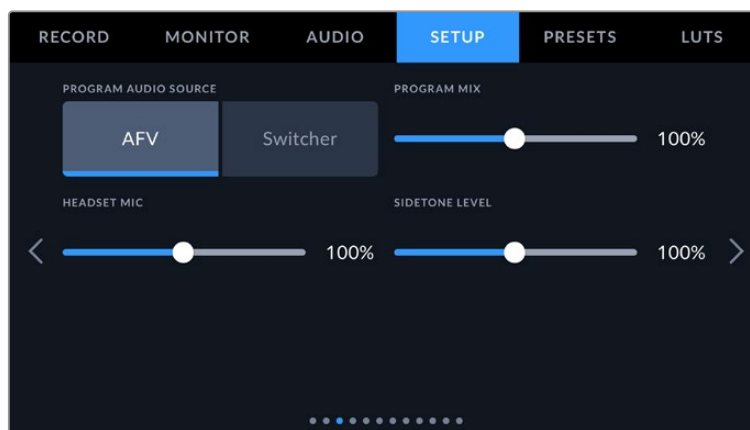 RECORD MONITOR AUDIO SETUP PRESETS LUTS
PROGRAM AUDIO SOURCE PROGRAM MIX
AFV Switcher 100%
HEADSET MIC SIDETONE LEVEL
100% 100%